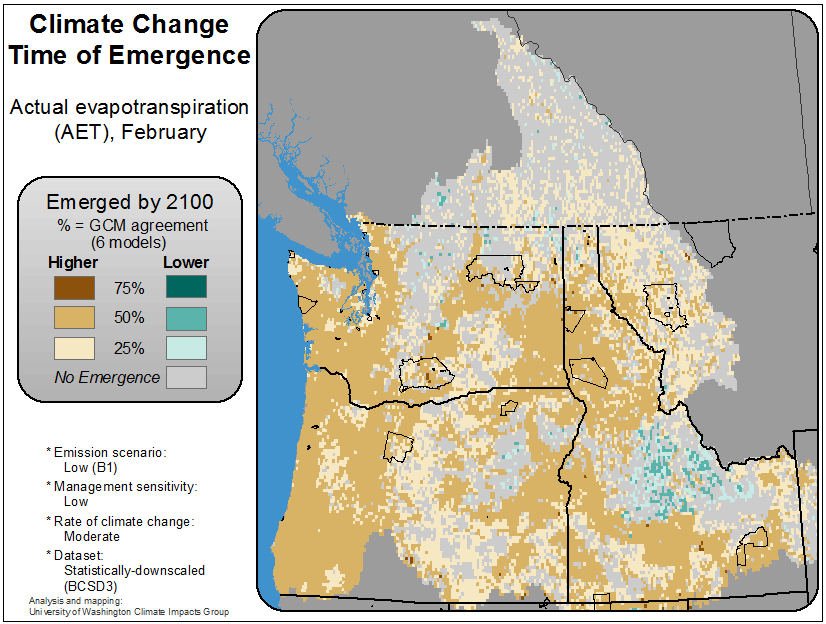 Climate Change
Time of Emergence
Actual evapotranspiration
(AET), February
Emerged by 2100
% = GCM agreement
(6 models)
Higher Lower
75%
50%
25%
No Emergence
* Emission scenario:
Low (B1)
* Management sensitivity:
Low
* Rate of climate change:
Moderate
* Dataset:
Statistically-downscaled
(BCSD3)
Analysis and mapping:
University of Washington Climate Impacts Group